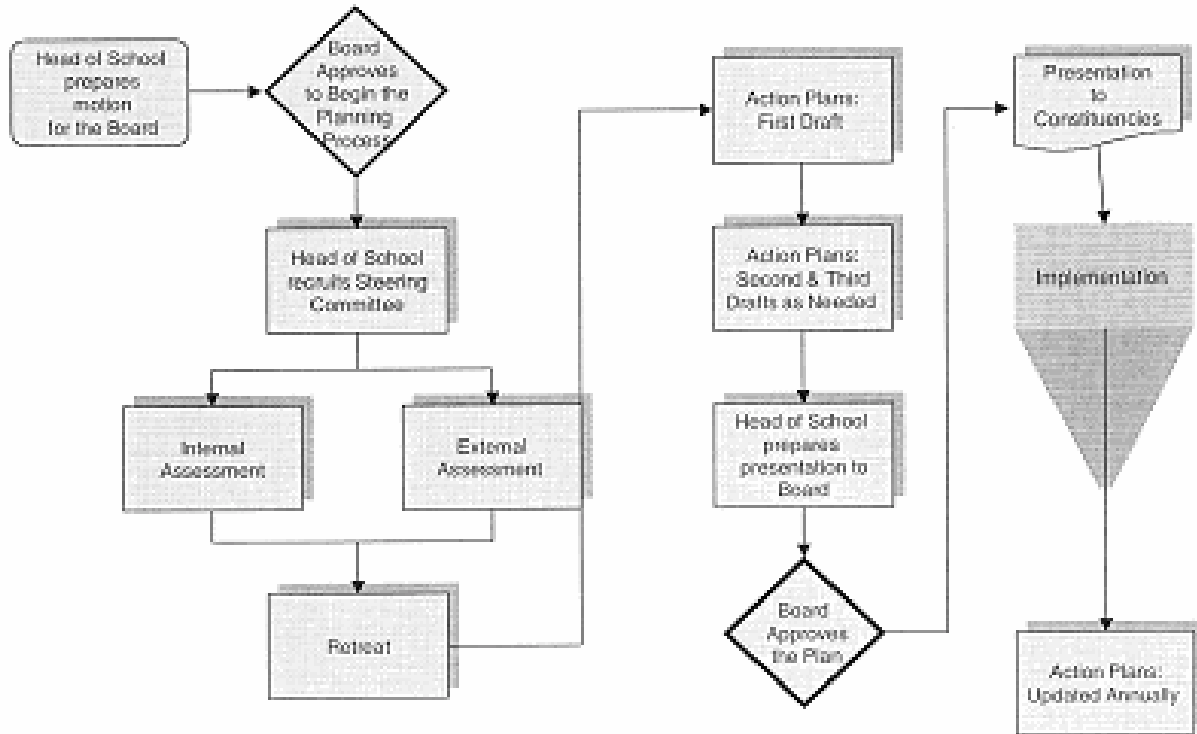 Head of School
prepares
motion
for the Board
Board
Approves
to Begin the
Planning
Process
Head of School
recruits Steering
Committee
Internal
Assessment
External
Assessment
Retreat
Action Plans:
First Draft
Action Plans:
Second & Third
Drafts as Needed
Head of School
prepares
presentation to
Board
Board
Approves
the Plan
Presentation
to
Constituencies
Implementation
Action Plans:
Updated Annually